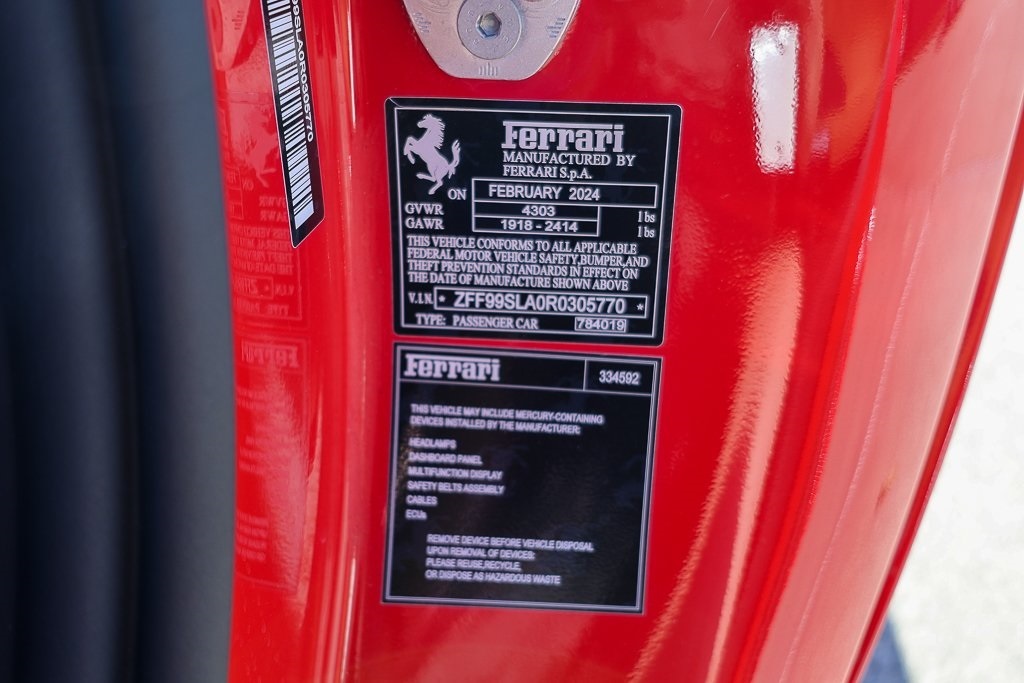 99SLA0R0305770
Ferrari
MANUFACTURED BY
FERRARI S.p.A.
ON FEBRUARY 2024
GVWR 4303 lbs
GAWR 1918 - 2414 lbs
THIS VEHICLE CONFORMS TO ALL APPLICABLE
FEDERAL MOTOR VEHICLE SAFETY,BUMPER,AND
THEFT PREVENTION STANDARDS IN EFFECT ON
THE DATE OF MANUFACTURE SHOWN ABOVE
V.I.N. * ZFF99SLA0R0305770 *
TYPE: PASSENGER CAR 784019
Ferrari 334592
THIS VEHICLE MAY INCLUDE MERCURY-CONTAINING
DEVICES INSTALLED BY THE MANUFACTURER:
HEADLAMPS
DASHBOARD PANEL
MULTIFUNCTION DISPLAY
SAFETY BELTS ASSEMBLY
CABLES
ECUs
REMOVE DEVICE BEFORE VEHICLE DISPOSAL
UPON REMOVAL OF DEVICES:
PLEASE REUSE,RECYCLE,
OR DISPOSE AS HAZARDOUS WASTE